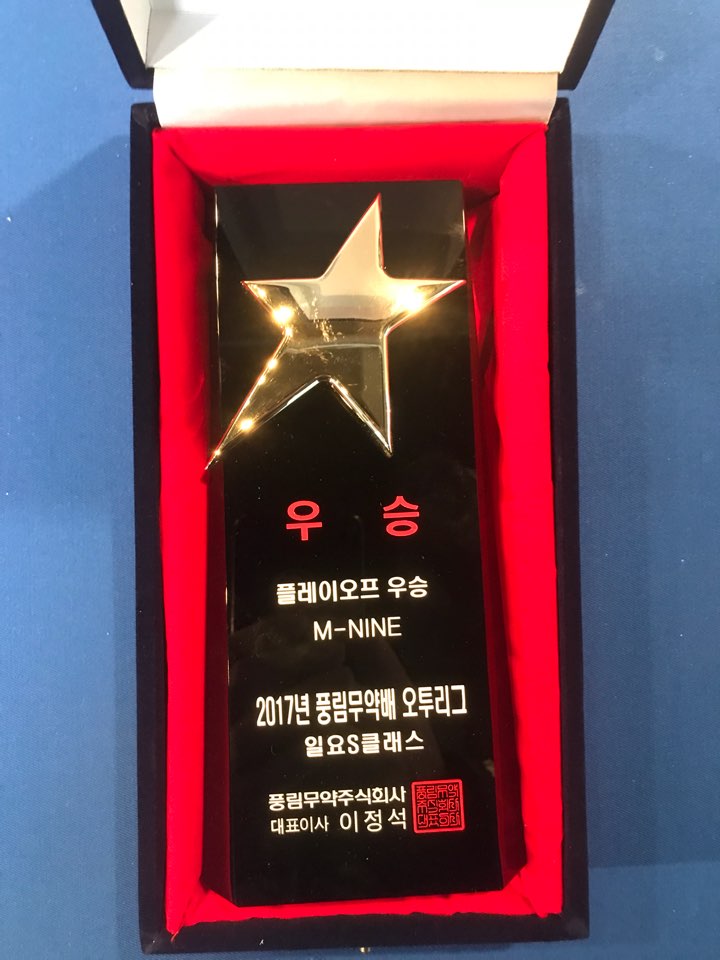 우 승
플레이오프 우승
M-NINE
2017년 풍림무약배 오투리그
일요S클래스
풍림무약주식회사
대표이사 이정석